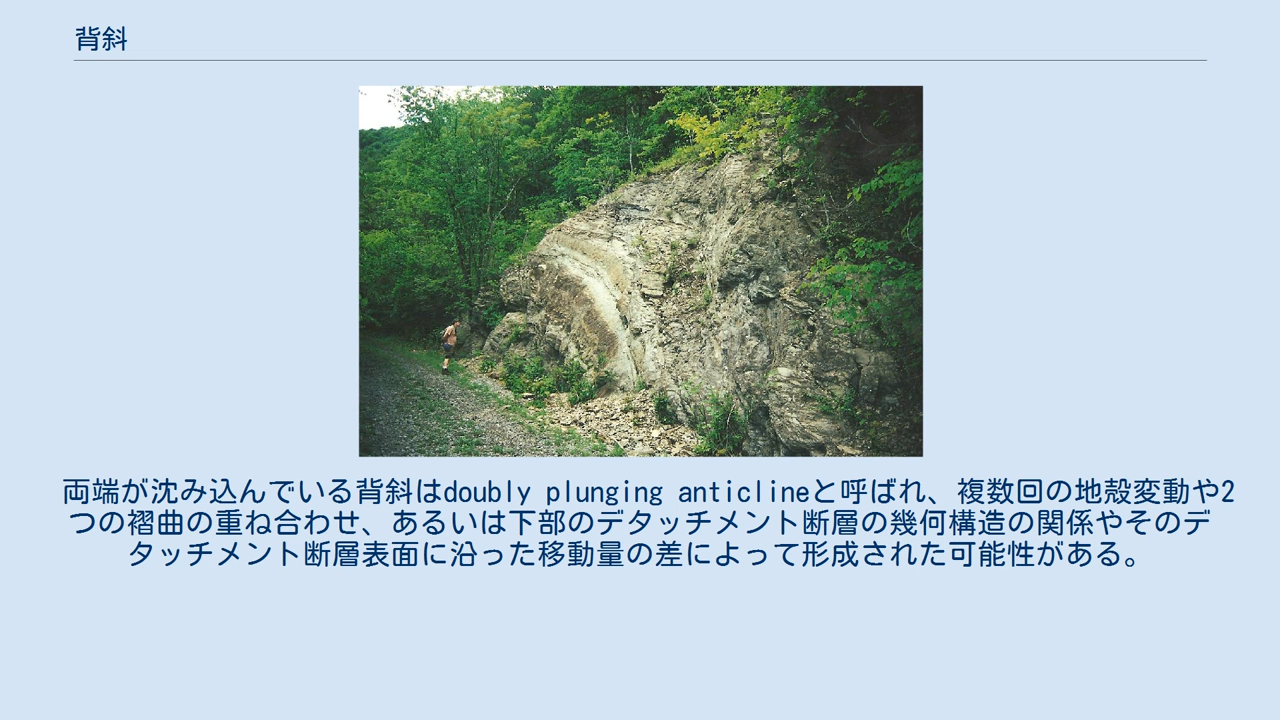 背斜
両端が沈み込んでいる背斜はdoubly plunging anticlineと呼ばれ、複数回の地殻変動や2
つの褶曲の重ね合わせ、あるいは下部のデタッチメント断層の幾何構造の関係やそのデ
タッチメント断層表面に沿った移動量の差によって形成された可能性がある。